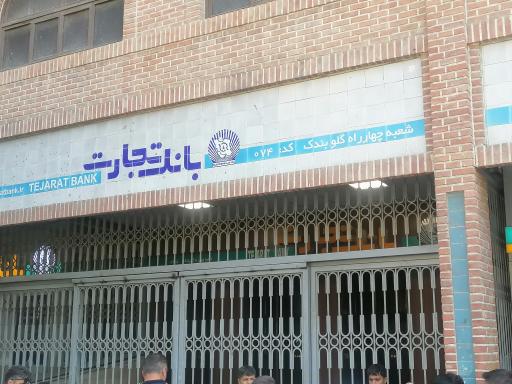 شعبه چهارراه گلوبندک کد: ۰۷۴
بانک تجارت
TEJARAT BANK